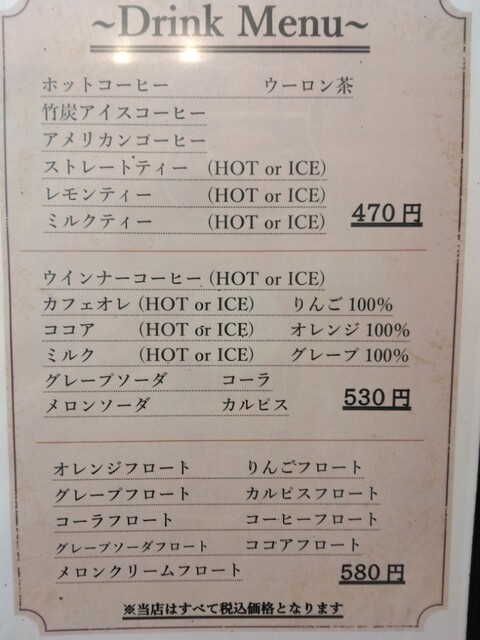 ~Drink Menu~
ホットコーヒー ウーロン茶
竹炭アイスコーヒー
アメリカンコーヒー
ストレートティー (HOT or ICE)
レモンティー (HOT or ICE)
ミルクティー (HOT or ICE) 470円
ウインナーコーヒー (HOT or ICE)
カフェオレ (HOT or ICE) りんご 100%
ココア (HOT or ICE) オレンジ 100%
ミルク (HOT or ICE) グレープ 100%
グレープソーダ コーラ
メロンソーダ カルピス 530円
オレンジフロート りんごフロート
グレープフロート カルピスフロート
コーラフロート コーヒーフロート
グレープソーダフロート ココアフロート
メロンクリームフロート 580円
※当店はすべて税込価格となります